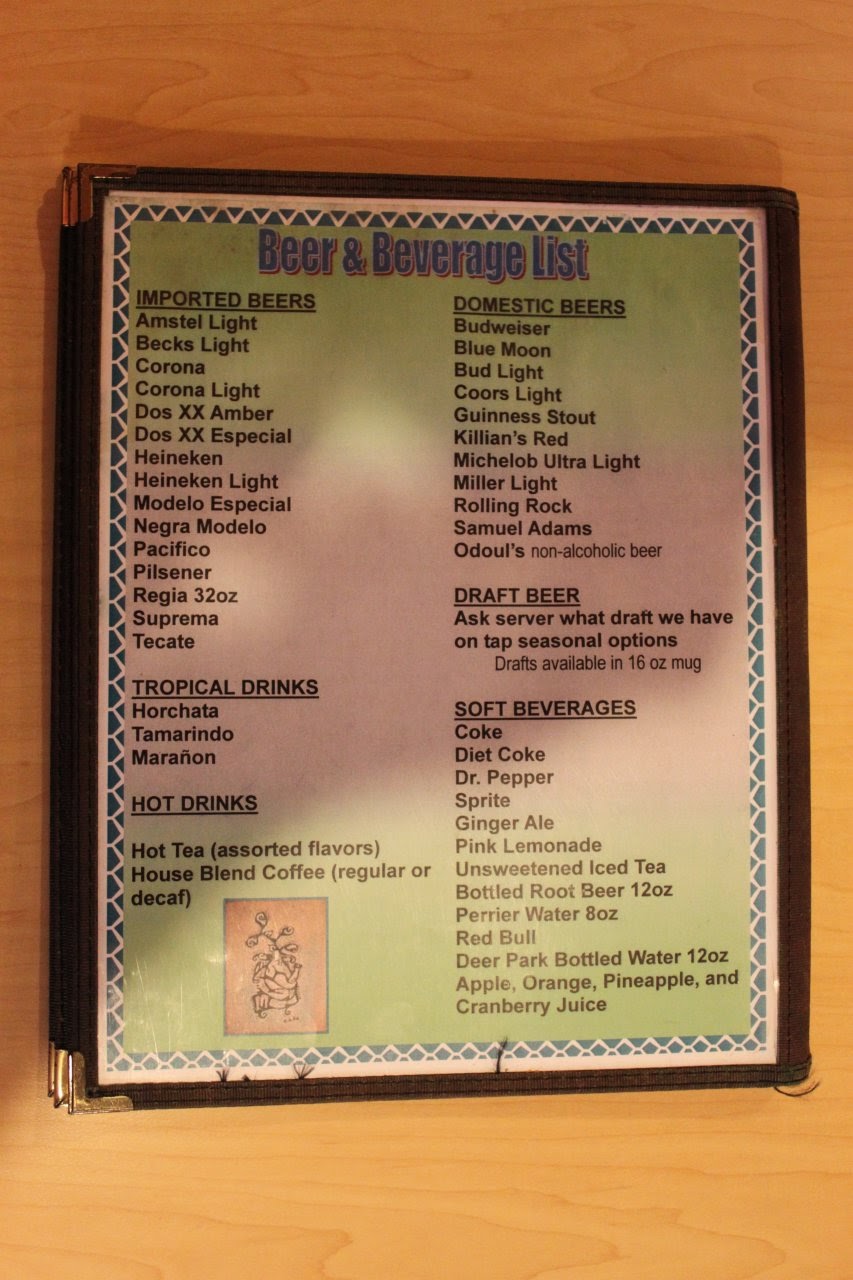 Beer & Beverage List
IMPORTED BEERS
Amstel Light
Becks Light
Corona
Corona Light
Dos XX Amber
Dos XX Especial
Heineken
Heineken Light
Modelo Especial
Negra Modelo
Pacifico
Pilsener
Regia 32oz
Suprema
Tecate
TROPICAL DRINKS
Horchata
Tamarindo
Marañon
HOT DRINKS
Hot Tea (assorted flavors)
House Blend Coffee (regular or
decaf)
DOMESTIC BEERS
Budweiser
Blue Moon
Bud Light
Coors Light
Guinness Stout
Killian's Red
Michelob Ultra Light
Miller Light
Rolling Rock
Samuel Adams
Odoul's non-alcoholic beer
DRAFT BEER
Ask server what draft we have
on tap seasonal options
Drafts available in 16 oz mug
SOFT BEVERAGES
Coke
Diet Coke
Dr. Pepper
Sprite
Ginger Ale
Pink Lemonade
Unsweetened Iced Tea
Bottled Root Beer 12oz
Perrier Water 8oz
Red Bull
Deer Park Bottled Water 12oz
Apple, Orange, Pineapple, and
Cranberry Juice